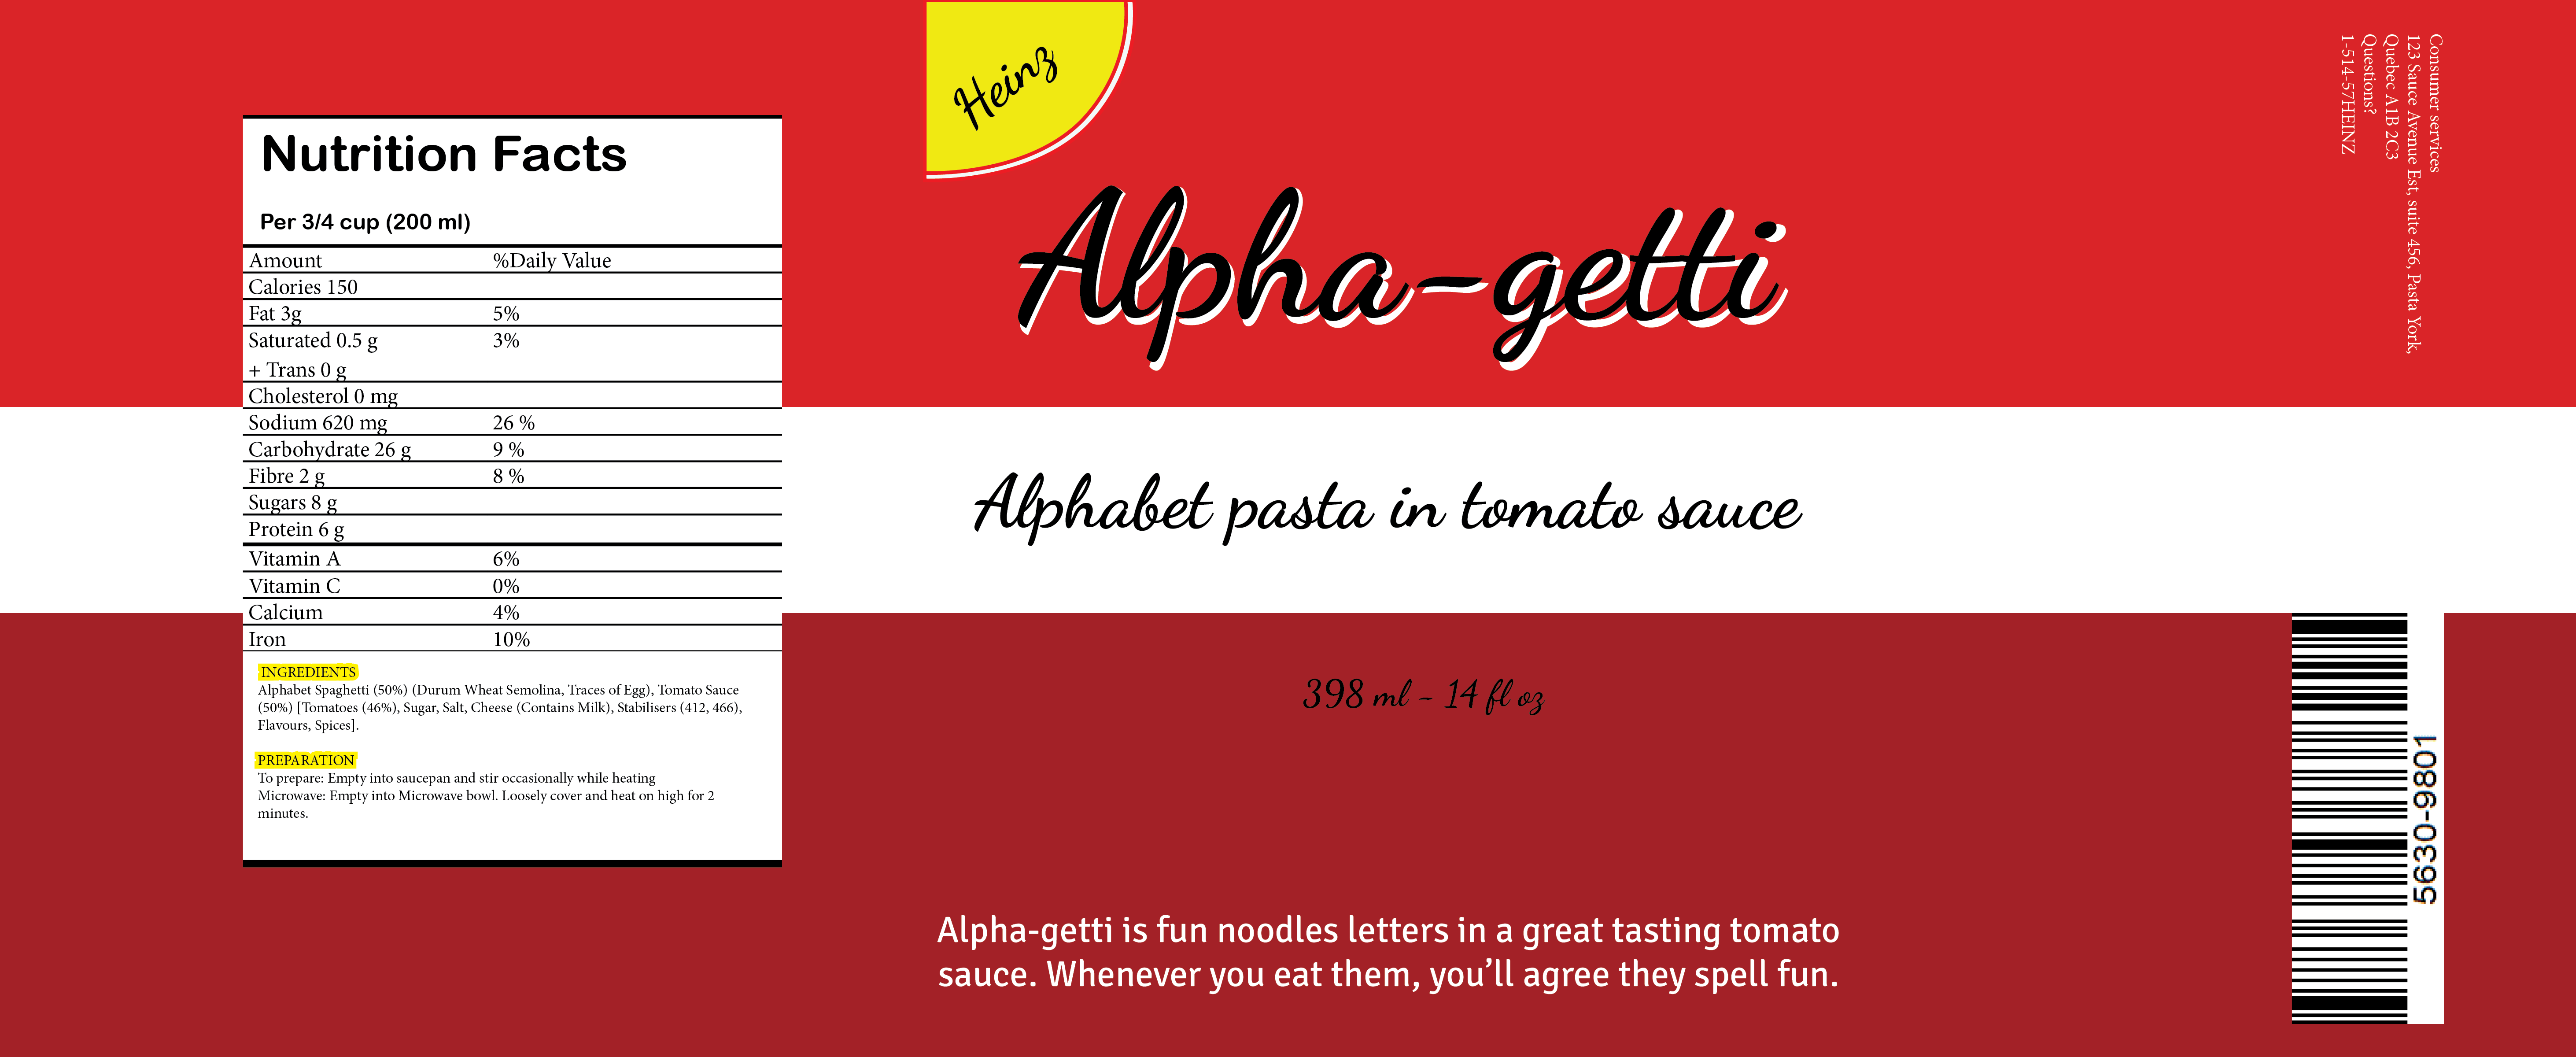 Nutrition Facts
Per 3/4 cup (200 ml)
Amount %Daily Value
Calories 150
Fat 3g 5%
Saturated 0.5 g 3%
+ Trans 0 g
Cholesterol 0 mg
Sodium 620 mg 26 %
Carbohydrate 26 g 9 %
Fibre 2 g 8 %
Sugars 8 g
Protein 6 g
Vitamin A 6%
Vitamin C 0%
Calcium 4%
Iron 10%
INGREDIENTS
Alphabet Spaghetti (50%) (Durum Wheat Semolina, Traces of Egg), Tomato Sauce
(50%) [Tomatoes (46%), Sugar, Salt, Cheese (Contains Milk), Stabilisers (412, 466),
Flavours, Spices].
PREPARATION
To prepare: Empty into saucepan and stir occasionally while heating
Microwave: Empty into Microwave bowl. Loosely cover and heat on high for 2
minutes.
Heinz
Alpha-getti
Alphabet pasta in tomato sauce
398 ml - 14 fl oz
Alpha-getti is fun noodles letters in a great tasting tomato
sauce. Whenever you eat them, you'll agree they spell fun.
Consumer services
123 Sauce Avenue Est, suite 456, Pasta York,
Quebec A1B 2C3
Questions?
1-514-57HEINZ
5630-9801